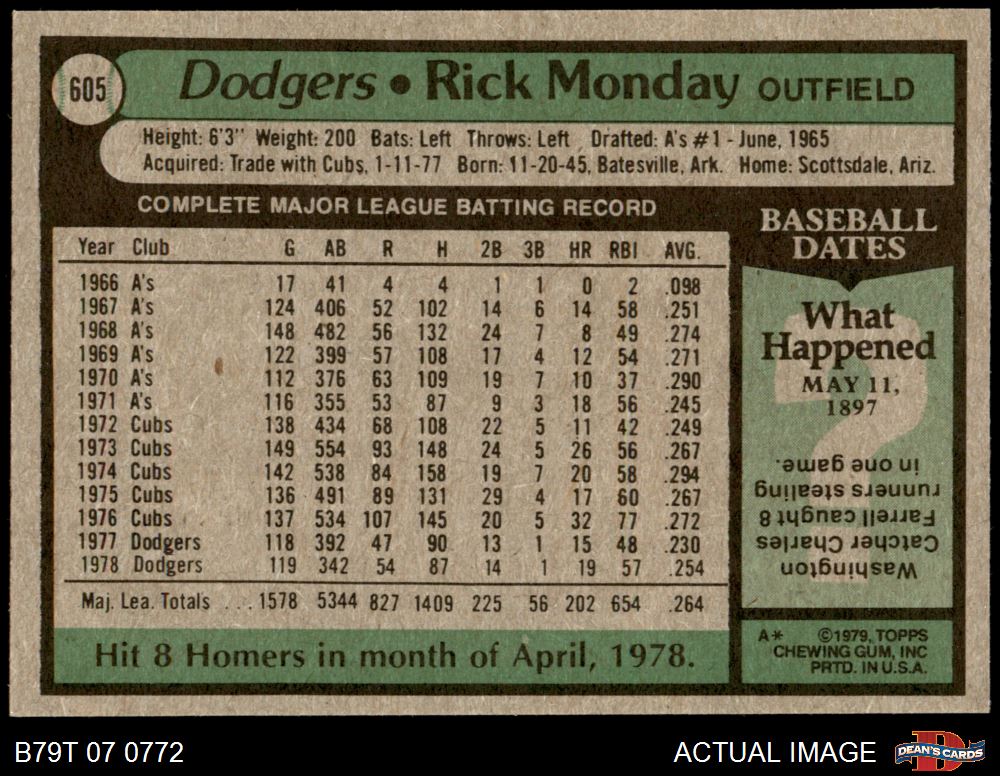 605
Dodgers • Rick Monday OUTFIELD
Height: 6'3" Weight: 200 Bats: Left Throws: Left Drafted: A's #1 - June, 1965
Acquired: Trade with Cubs, 1-11-77 Born: 11-20-45, Batesville, Ark. Home: Scottsdale, Ariz.
COMPLETE MAJOR LEAGUE BATTING RECORD
Year Club G AB R H 2B 3B HR RBI AVG.
1966 A's 17 41 4 4 1 1 0 2 .098
1967 A's 124 406 52 102 14 6 14 58 .251
1968 A's 148 482 56 132 24 7 8 49 .274
1969 A's 122 399 57 108 17 4 12 54 .271
1970 A's 112 376 63 109 19 7 10 37 .290
1971 A's 116 355 53 87 9 3 18 56 .245
1972 Cubs 138 434 68 108 22 5 11 42 .249
1973 Cubs 149 554 93 148 24 5 26 56 .267
1974 Cubs 142 538 84 158 19 7 20 58 .294
1975 Cubs 136 491 89 131 29 4 17 60 .267
1976 Cubs 137 534 107 145 20 5 32 77 .272
1977 Dodgers 118 392 47 90 13 1 15 48 .230
1978 Dodgers 119 342 54 87 14 1 19 57 .254
Maj. Lea. Totals ... 1578 5344 827 1409 225 56 202 654 .264
Hit 8 Homers in month of April, 1978.
BASEBALL
DATES
What
Happened
MAY 11,
1897
Washington
Catcher Charles
Farrell caught 8
runners stealing
in one game.
A* ©1979, TOPPS
CHEWING GUM, INC
PRTD. IN U.S.A.
B79T 07 0772
ACTUAL IMAGE
DEAN'S CARDS